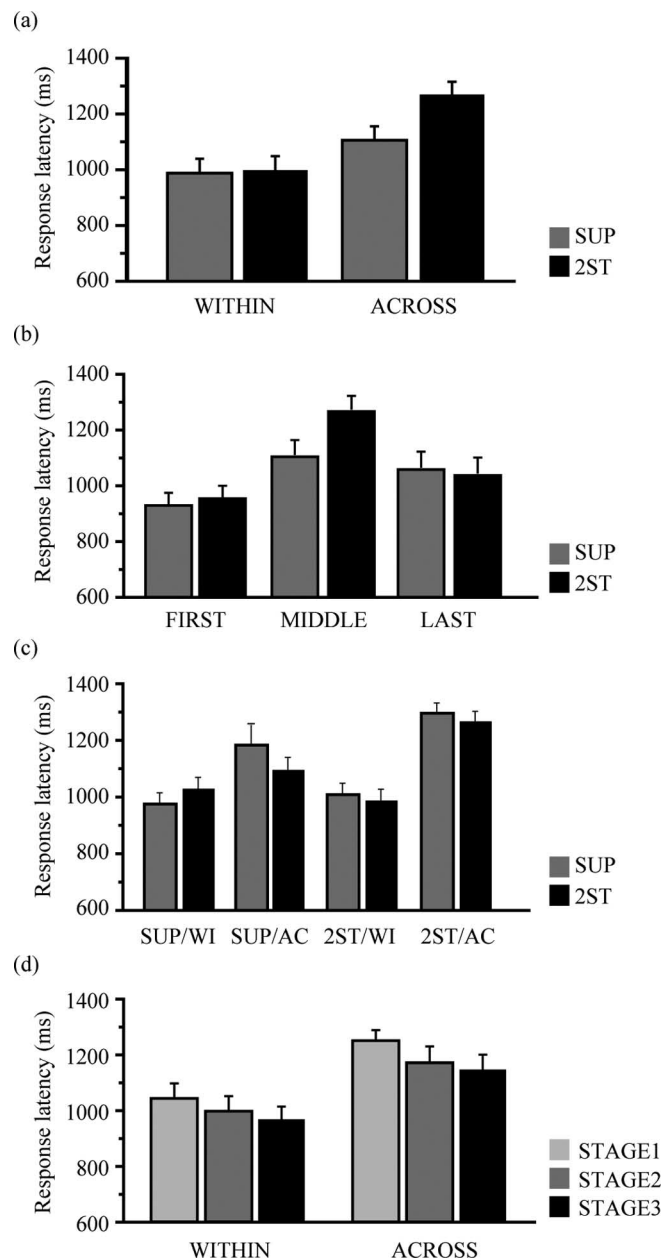 (a)
Response latency (ms)
1400
1200
1000
800
600
WITHIN ACROSS
SUP
2ST
(b)
Response latency (ms)
1400
1200
1000
800
600
FIRST MIDDLE LAST
SUP
2ST
(c)
Response latency (ms)
1400
1200
1000
800
600
SUP/WI SUP/AC 2ST/WI 2ST/AC
SUP
2ST
(d)
Response latency (ms)
1400
1200
1000
800
600
WITHIN ACROSS
STAGE1
STAGE2
STAGE3